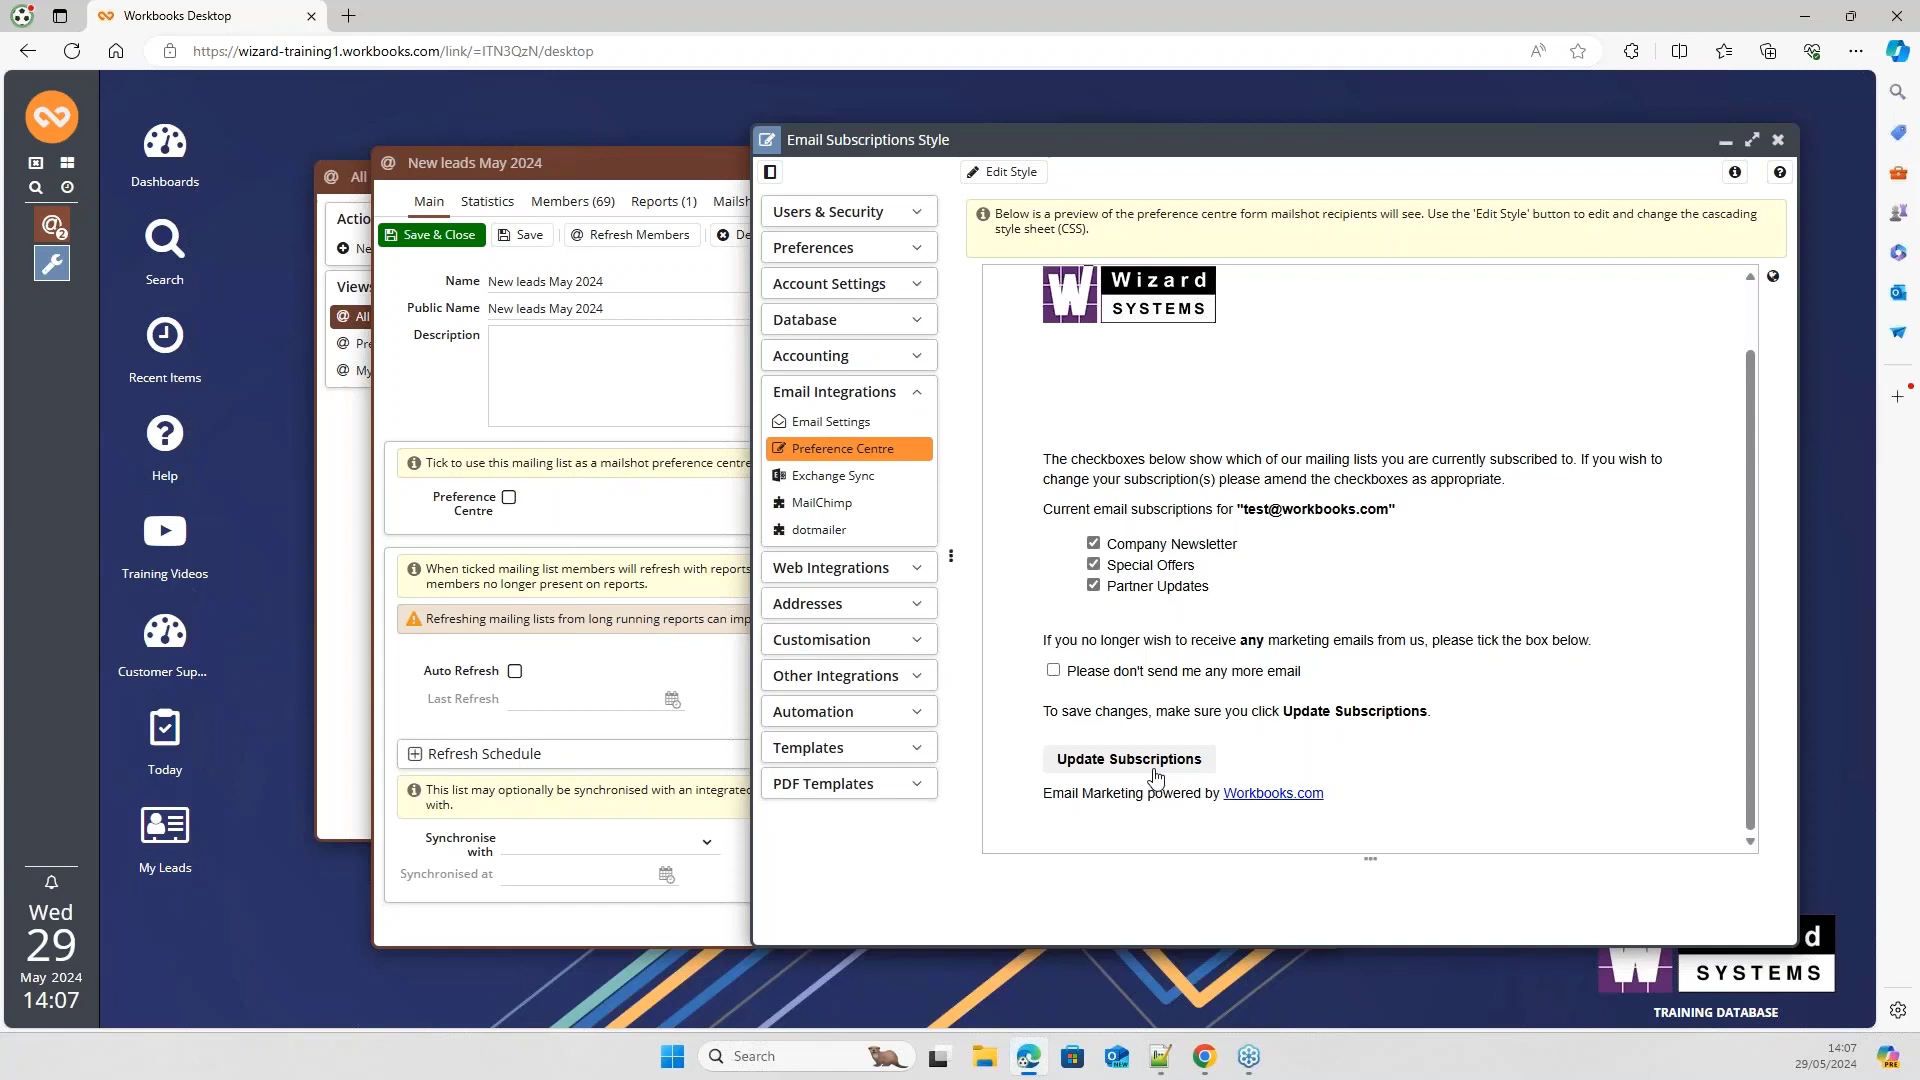 Workbooks Desktop
https://wizard-training1.workbooks.com/link/=ITN3QzN/desktop
Dashboards
Search
Recent Items
Help
Training Videos
Customer Sup...
Today
My Leads
2
Wed
29
May 2024
14:07
All
Actio
Ne
Views
All
Pre
My
New leads May 2024
Main Statistics Members (69) Reports (1) Mailsh
Save & Close Save Refresh Members De
Name New leads May 2024
Public Name New leads May 2024
Description
Tick to use this mailing list as a mailshot preference centre
Preference
Centre
When ticked mailing list members will refresh with reports
members no longer present on reports.
Refreshing mailing lists from long running reports can imp
Auto Refresh
Last Refresh
Refresh Schedule
This list may optionally be synchronised with an integrated
with.
Synchronise
with
Synchronised at
Email Subscriptions Style
Users & Security
Preferences
Account Settings
Database
Accounting
Email Integrations
Email Settings
Preference Centre
Exchange Sync
MailChimp
dotmailer
Web Integrations
Addresses
Customisation
Other Integrations
Automation
Templates
PDF Templates
Edit Style
Below is a preview of the preference centre form mailshot recipients will see. Use the 'Edit Style' button to edit and change the cascading
style sheet (CSS).
W Wizard
SYSTEMS
The checkboxes below show which of our mailing lists you are currently subscribed to. If you wish to
change your subscription(s) please amend the checkboxes as appropriate.
Current email subscriptions for "test@workbooks.com"
Company Newsletter
Special Offers
Partner Updates
If you no longer wish to receive any marketing emails from us, please tick the box below.
Please don't send me any more email
To save changes, make sure you click Update Subscriptions.
Update Subscriptions
Email Marketing powered by Workbooks.com
W d
SYSTEMS
TRAINING DATABASE
Search
14:07
29/05/2024